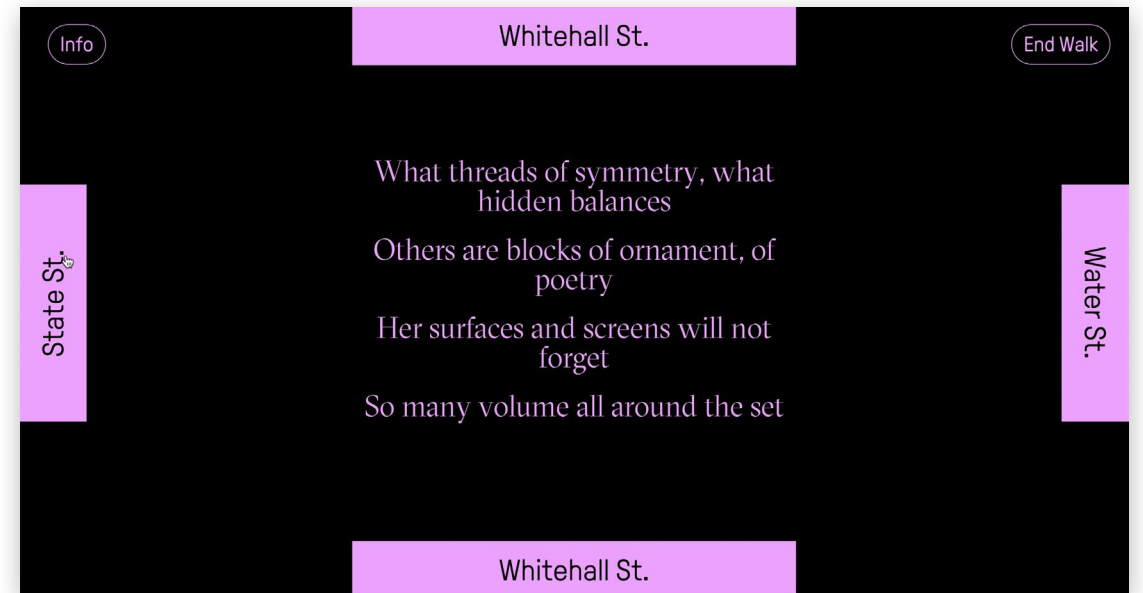 Info
Whitehall St.
End Walk
What threads of symmetry, what
hidden balances
Others are blocks of ornament, of
poetry
Her surfaces and screens will not
forget
So many volume all around the set
State St.
Water St.
Whitehall St.